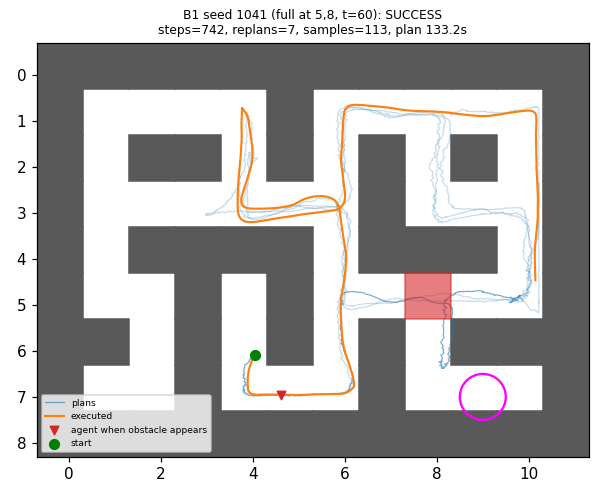 B1 seed 1041 (full at 5,8, t=60): SUCCESS
steps=742, replans=7, samples=113, plan 133.2s
0
1
2
3
4
5
6
7
8
plans
executed
agent when obstacle appears
start
0 2 4 6 8 10